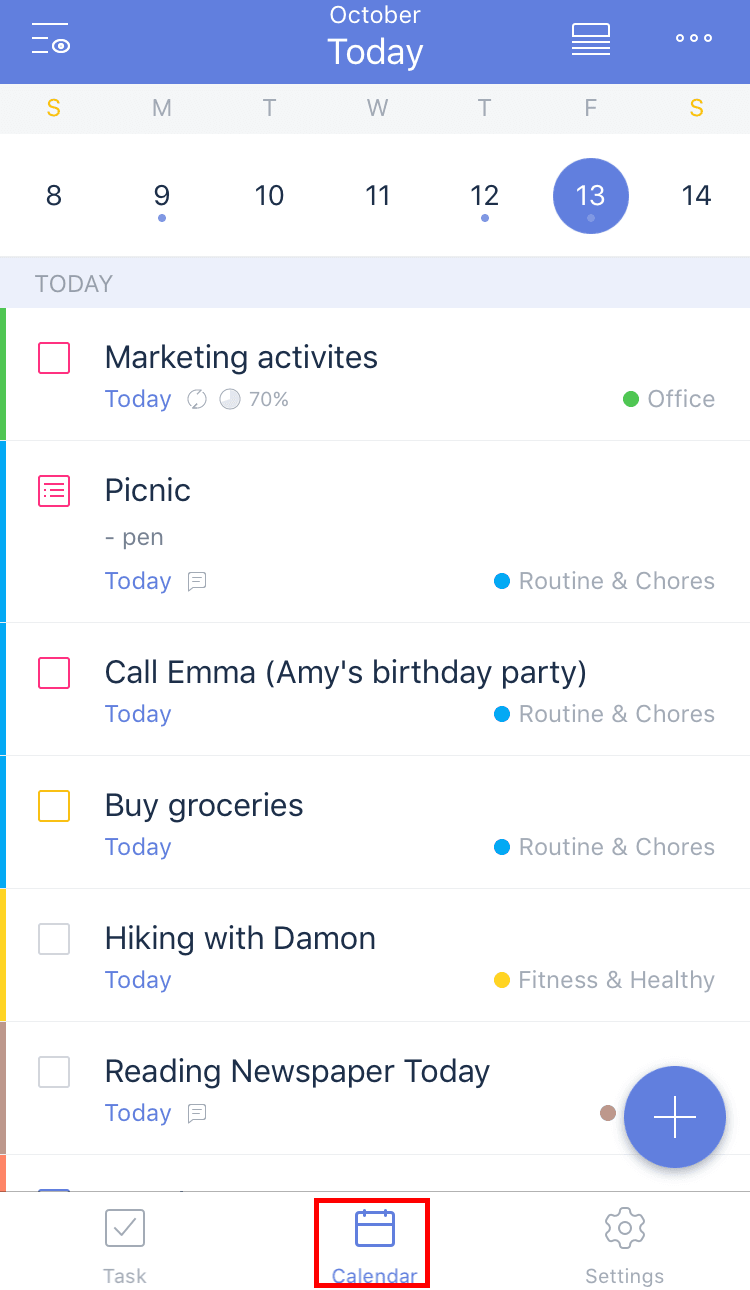 October
Today
S M T W T F S
8 9 10 11 12 13 14
TODAY
Marketing activites
Today 70% Office
Picnic
- pen
Today Routine & Chores
Call Emma (Amy's birthday party)
Today Routine & Chores
Buy groceries
Today Routine & Chores
Hiking with Damon
Today Fitness & Healthy
Reading Newspaper Today
Today
Task Calendar Settings